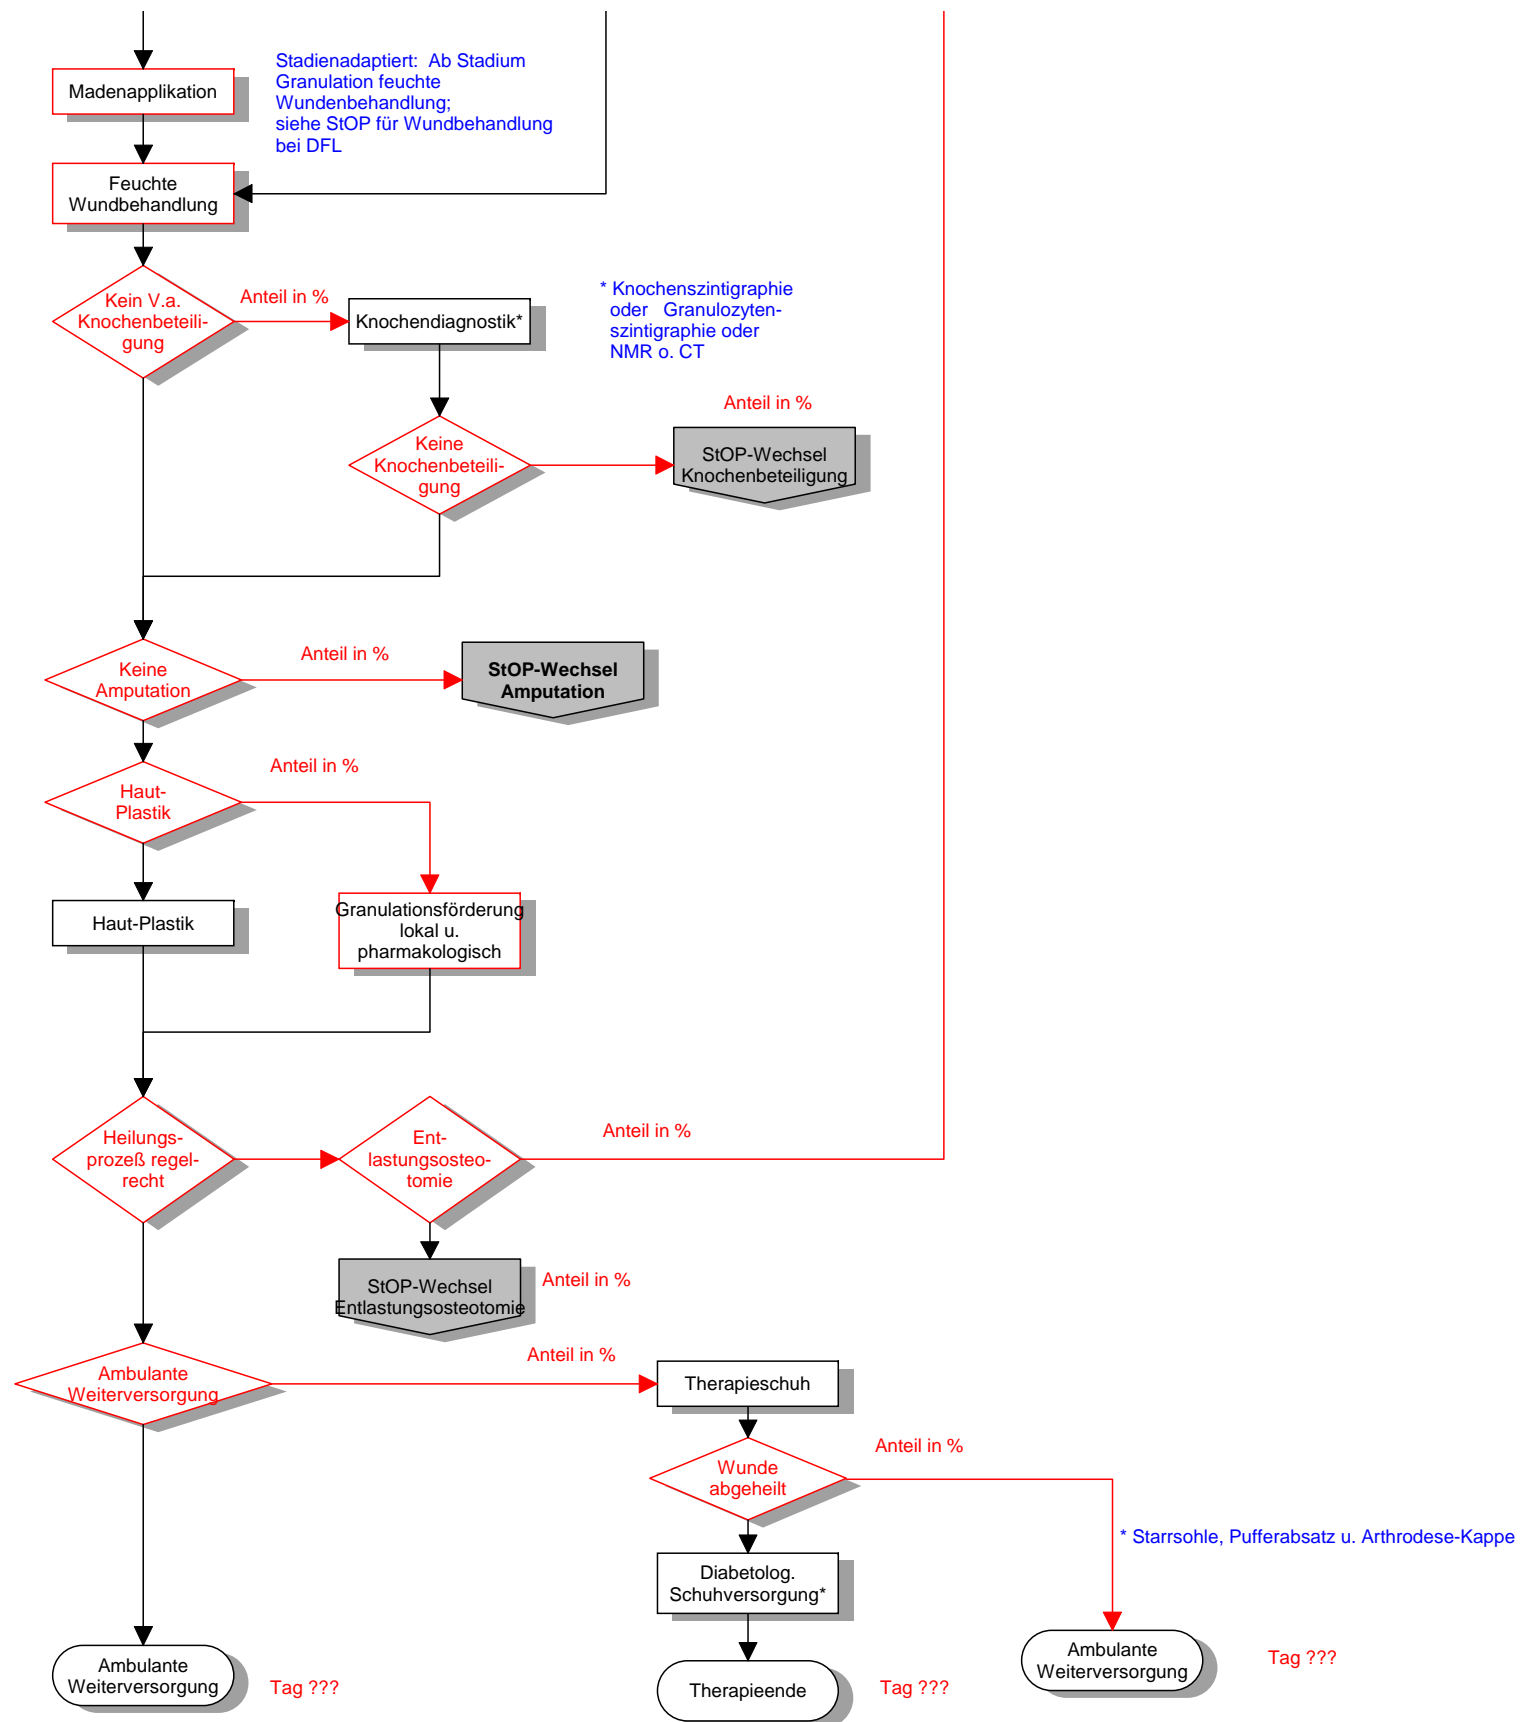 Stadienadaptiert: Ab Stadium
Granulation feuchte
Wundenbehandlung;
siehe StOP für Wundbehandlung
bei DFL
Madenapplikation
Feuchte
Wundbehandlung
Kein V.a.
Knochenbeteili-
gung
Anteil in %
Knochendiagnostik*
* Knochenszintigraphie
oder Granulozyten-
szintigraphie oder
NMR o. CT
Anteil in %
Keine
Knochenbeteili-
gung
StOP-Wechsel
Knochenbeteiligung
Keine
Amputation
Anteil in %
StOP-Wechsel
Amputation
Haut-
Plastik
Anteil in %
Haut-Plastik
Granulationsförderung
lokal u.
pharmakologisch
Heilungs-
prozeß regel-
recht
Ent-
lastungsosteo-
tomie
Anteil in %
StOP-Wechsel
Entlastungsosteotomie
Anteil in %
Ambulante
Weiterversorgung
Anteil in %
Therapieschuh
Wunde
abgeheilt
Anteil in %
* Starrsohle, Pufferabsatz u. Arthrodese-Kappe
Diabetolog.
Schuhversorgung*
Ambulante
Weiterversorgung
Tag ???
Therapieende
Tag ???
Ambulante
Weiterversorgung
Tag ???